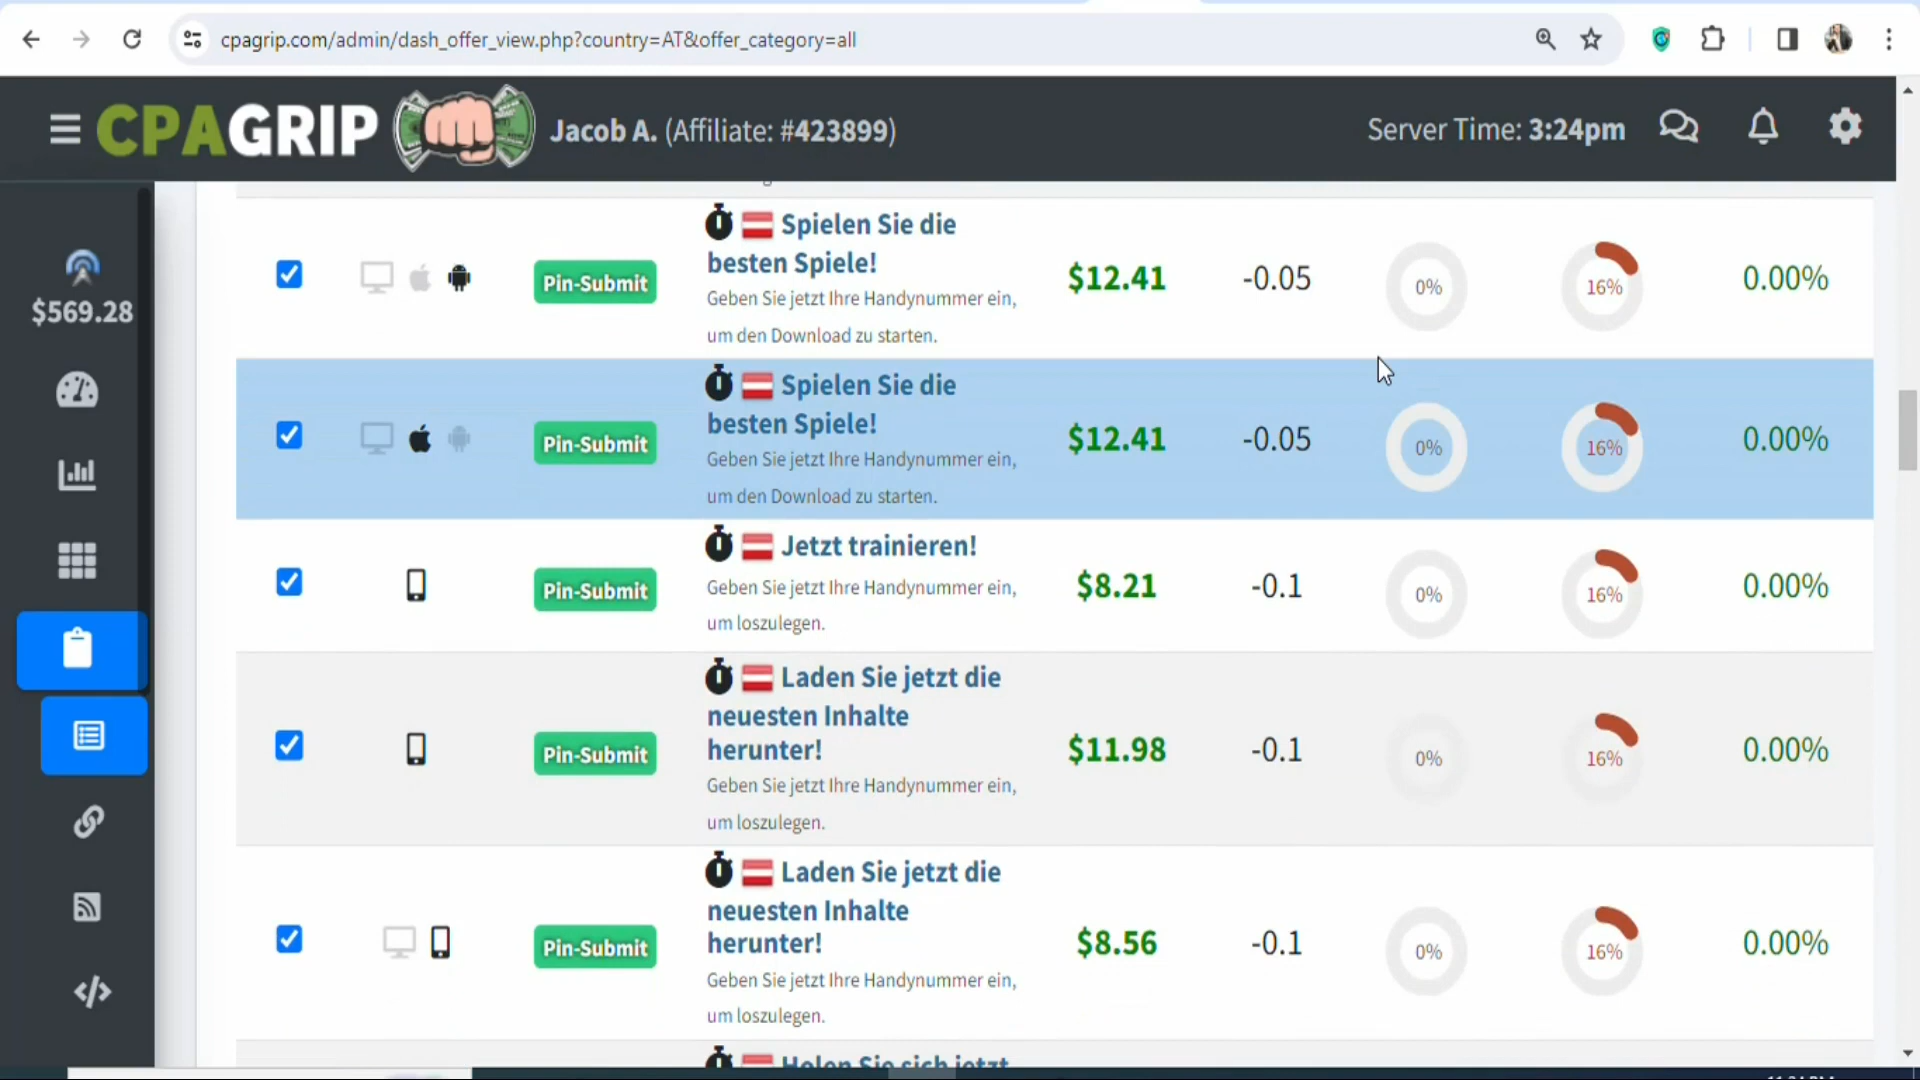 cpagrip.com/admin/dash_offer_view.php?country=AT&offer_category=all
CPAGRIP
Jacob A. (Affiliate: #423899)
Server Time: 3:24pm
$569.28
Pin-Submit
Spielen Sie die
besten Spiele!
Geben Sie jetzt Ihre Handynummer ein,
um den Download zu starten.
$12.41
-0.05
0%
16%
0.00%
Pin-Submit
Spielen Sie die
besten Spiele!
Geben Sie jetzt Ihre Handynummer ein,
um den Download zu starten.
$12.41
-0.05
0%
16%
0.00%
Pin-Submit
Jetzt trainieren!
Geben Sie jetzt Ihre Handynummer ein,
um loszulegen.
$8.21
-0.1
0%
16%
0.00%
Pin-Submit
Laden Sie jetzt die
neuesten Inhalte
herunter!
Geben Sie jetzt Ihre Handynummer ein,
um loszulegen.
$11.98
-0.1
0%
16%
0.00%
Pin-Submit
Laden Sie jetzt die
neuesten Inhalte
herunter!
Geben Sie jetzt Ihre Handynummer ein,
um loszulegen.
$8.56
-0.1
0%
16%
0.00%
Holen Sie sich jetzt